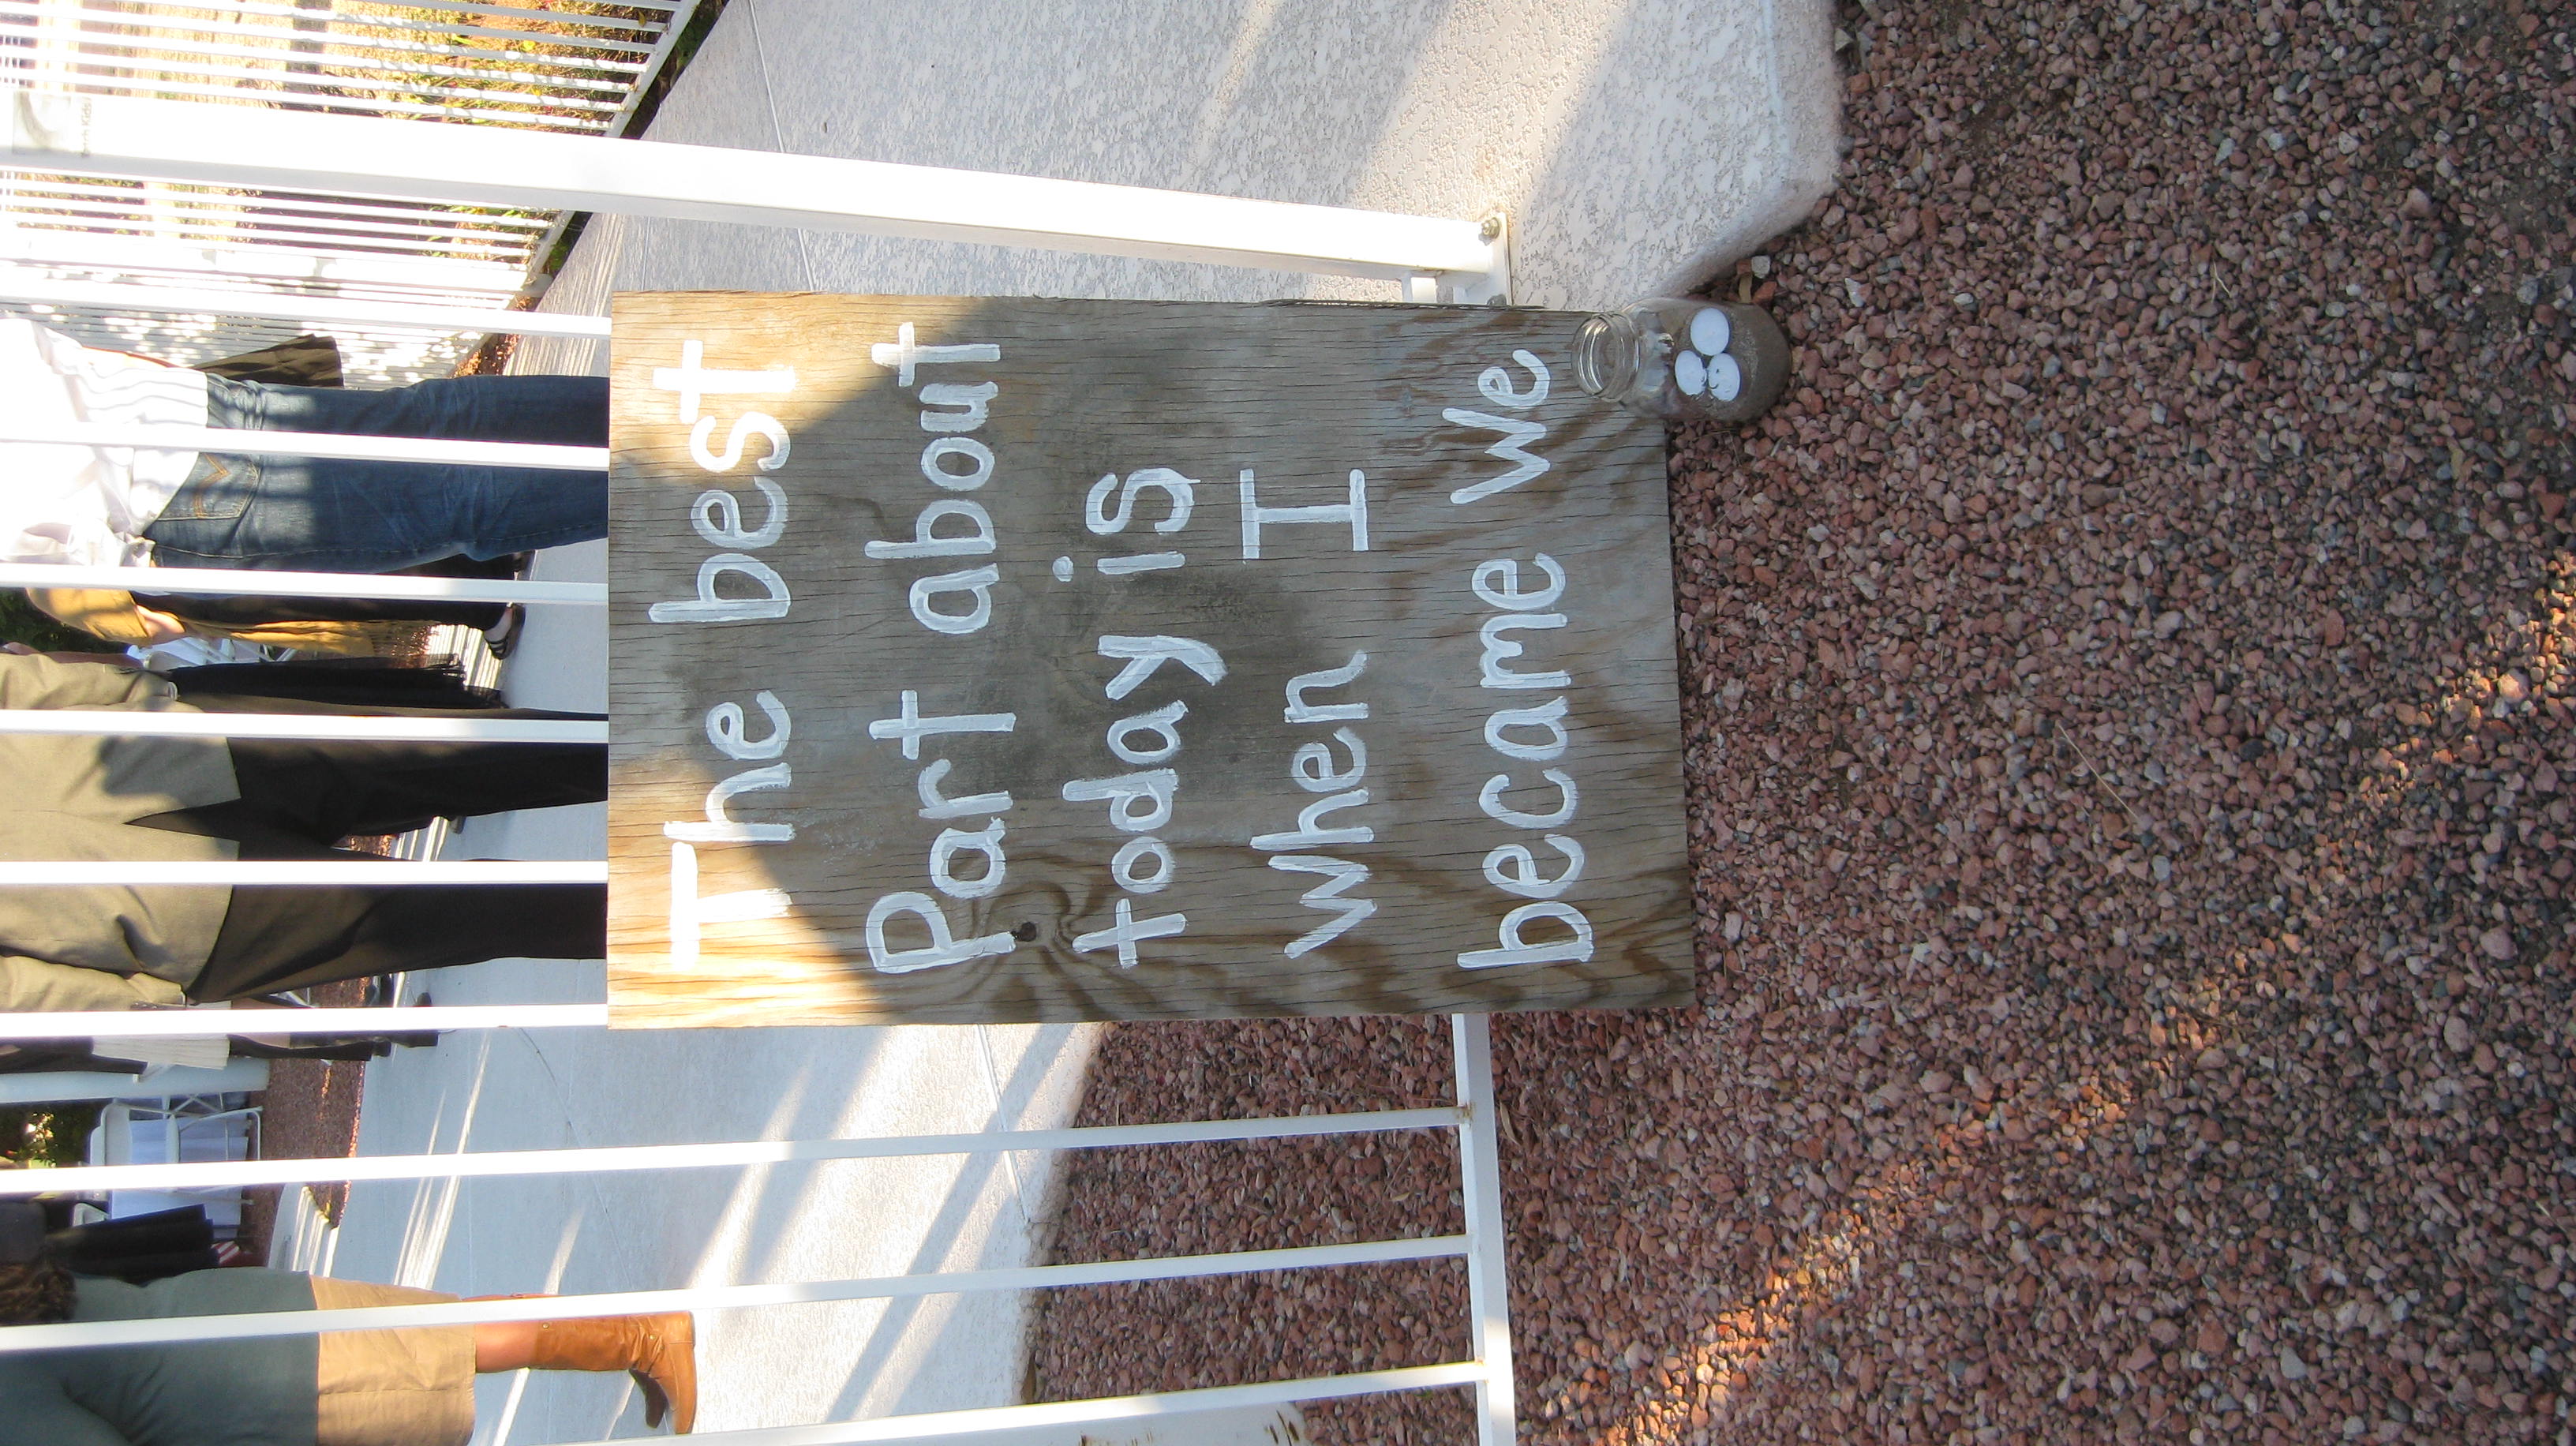 The best
Part about
today is
when I
became we